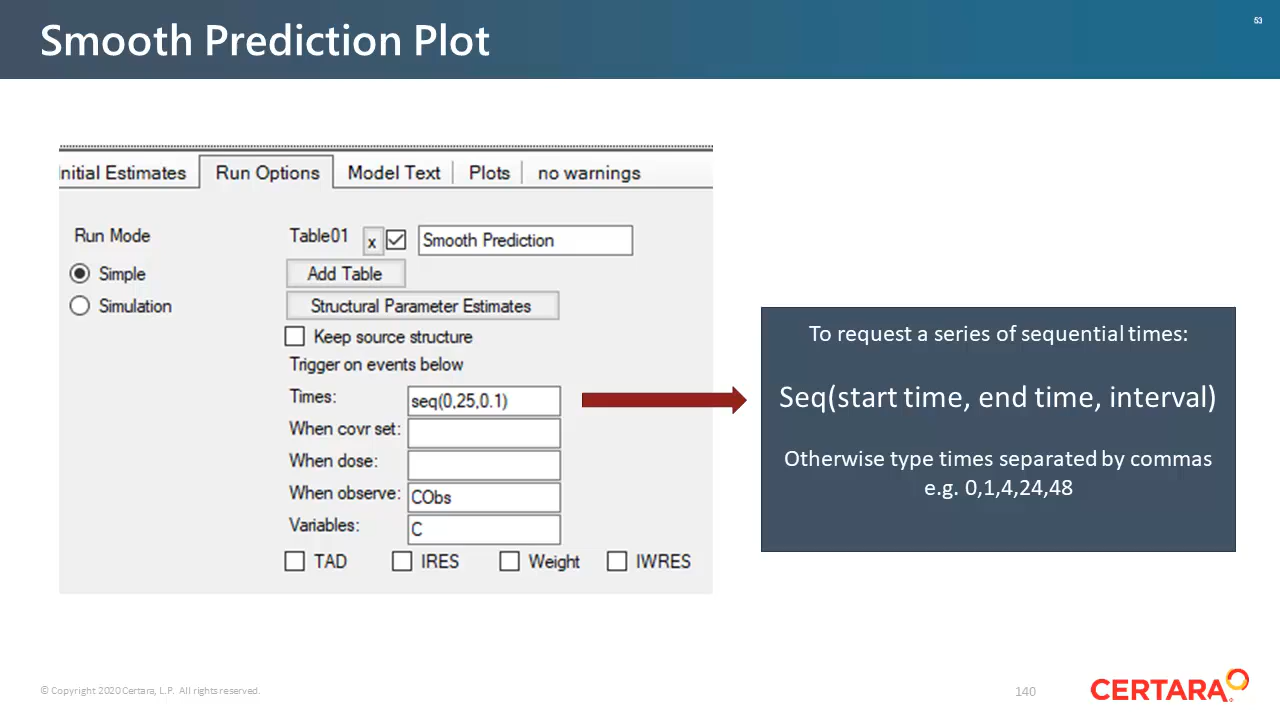 Smooth Prediction Plot
53
nitial Estimates Run Options Model Text Plots no warnings
Run Mode
Simple
Simulation
Table01 x Smooth Prediction
Add Table
Structural Parameter Estimates
Keep source structure
Trigger on events below
Times: seq(0,25,0.1)
When covr set:
When dose:
When observe: CObs
Variables: C
TAD IRES Weight IWRES
To request a series of sequential times:
Seq(start time, end time, interval)
Otherwise type times separated by commas
e.g. 0,1,4,24,48
© Copyright 2020 Certara, L.P. All rights reserved.
140
CERTARA